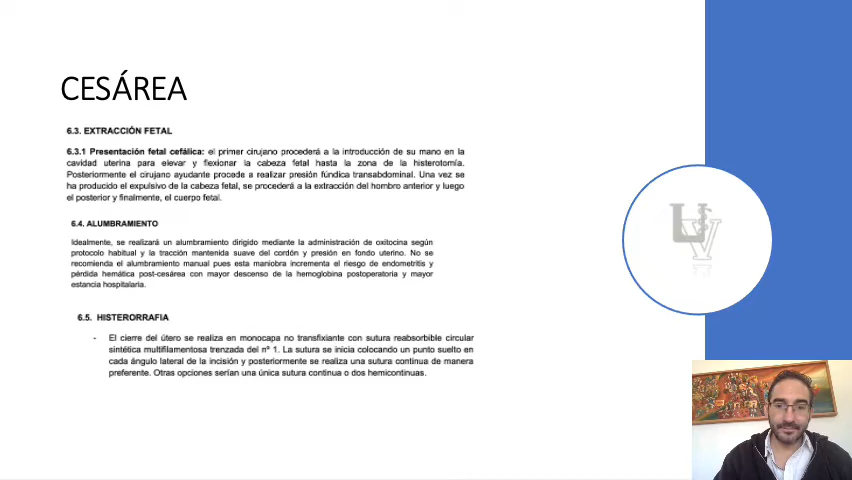 CESÁREA
6.3. EXTRACCIÓN FETAL
6.3.1 Presentación fetal cefálica: el primer cirujano procederá a la introducción de su mano en la
cavidad uterina para elevar y flexionar la cabeza fetal hasta la zona de la histerotomía.
Posteriormente el cirujano ayudante procede a realizar presión fúndica transabdominal. Una vez se
ha producido el expulsivo de la cabeza fetal, se procederá a la extracción del hombro anterior y luego
el posterior y finalmente, el cuerpo fetal.
6.4. ALUMBRAMIENTO
Idealmente, se realizará un alumbramiento dirigido mediante la administración de oxitocina según
protocolo habitual y la tracción mantenida suave del cordón y presión en fondo uterino. No se
recomienda el alumbramiento manual pues esta maniobra incrementa el riesgo de endometritis y
pérdida hemática post-cesárea con mayor descenso de la hemoglobina postoperatoria y mayor
estancia hospitalaria.
6.5. HISTERORRAFIA
- El cierre del útero se realiza en monocapa no transfixiante con sutura reabsorbible circular
sintética multifilamentosa trenzada del nº 1. La sutura se inicia colocando un punto suelto en
cada ángulo lateral de la incisión y posteriormente se realiza una sutura continua de manera
preferente. Otras opciones serían una única sutura continua o dos hemicontinuas.
U
S
V